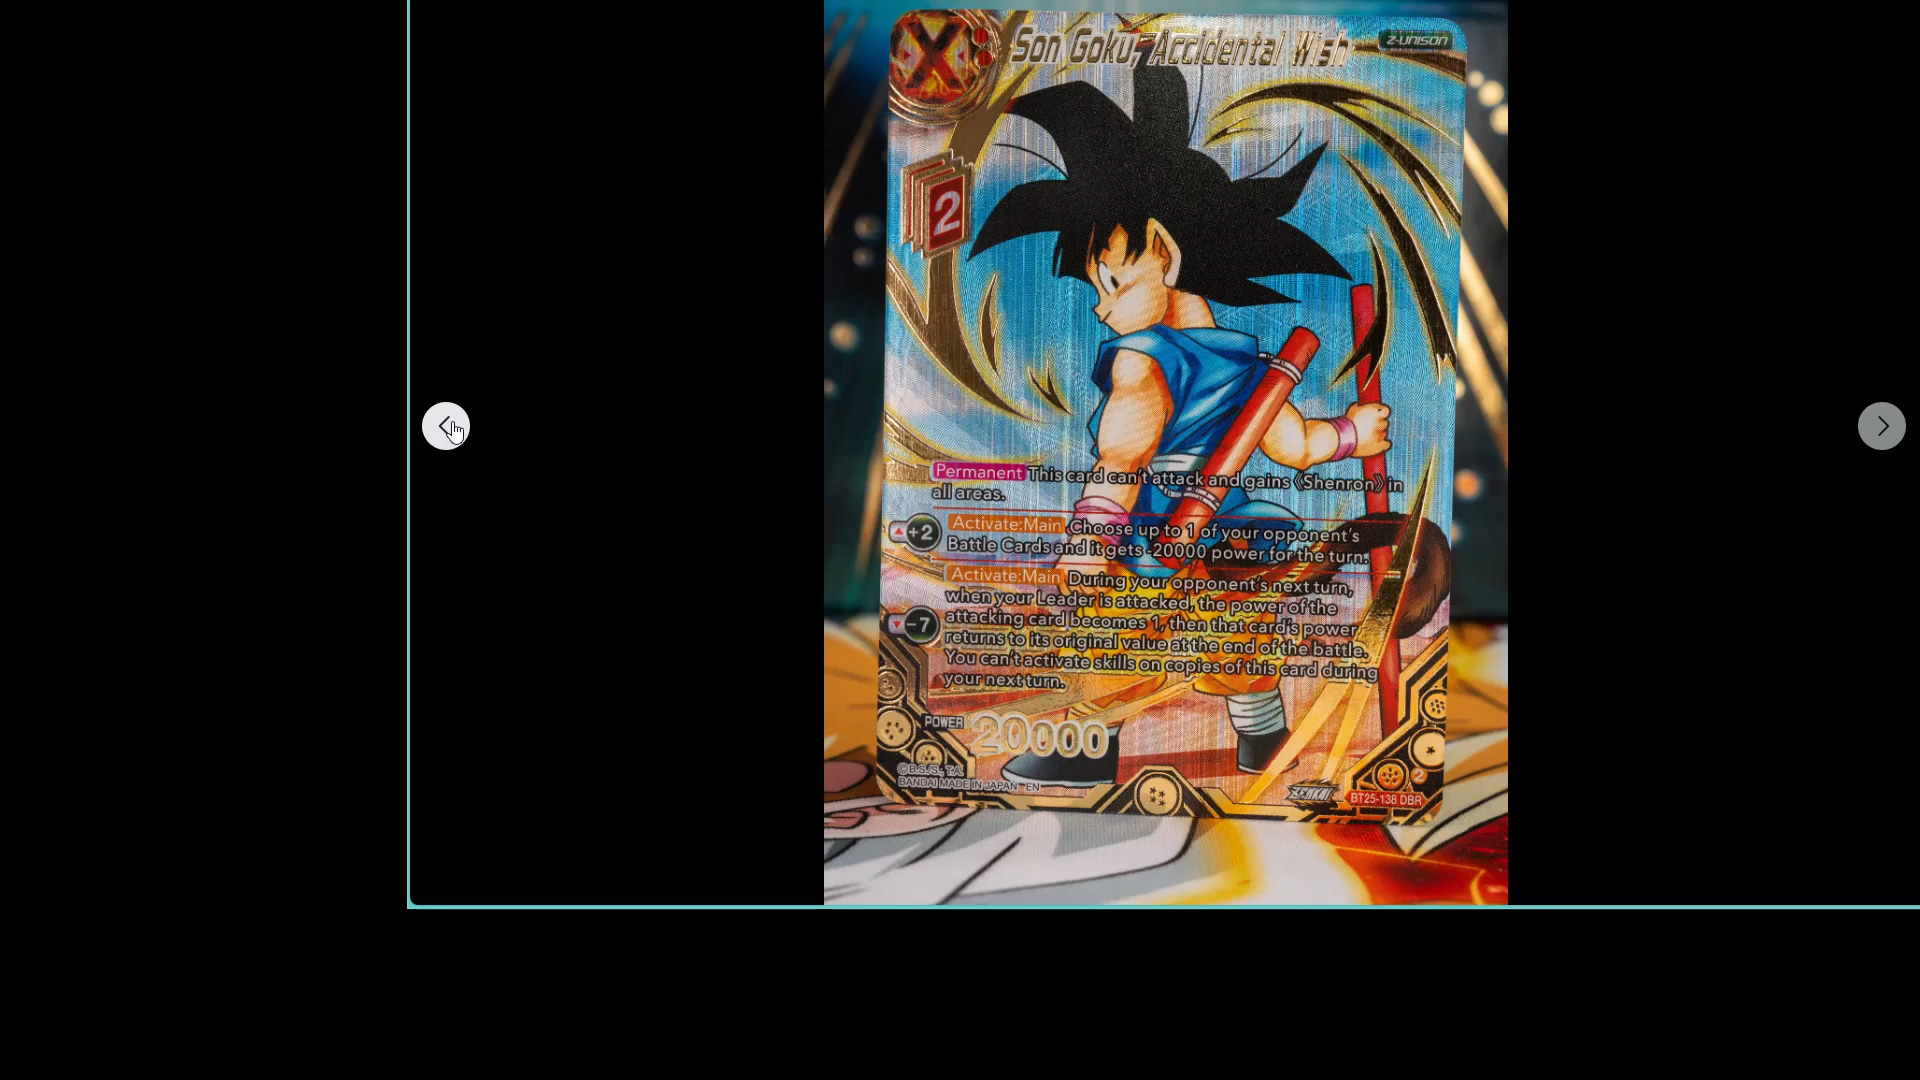 X
Son Goku, Accidental Wish
Z-UNISON
2
Permanent This card can't attack and gains 《Shenron》 in
all areas.
+2
Activate:Main Choose up to 1 of your opponent's
Battle Cards and it gets -20000 power for the turn.
Activate:Main During your opponent's next turn,
when your Leader is attacked, the power of the
−7
attacking card becomes 1, then that card's power
returns to its original value at the end of the battle.
You can't activate skills on copies of this card during
your next turn.
POWER 20000
©B.S./S., T.A.
BANDAI MADE IN JAPAN EN
ZENKAI
2
BT25-138 DBR